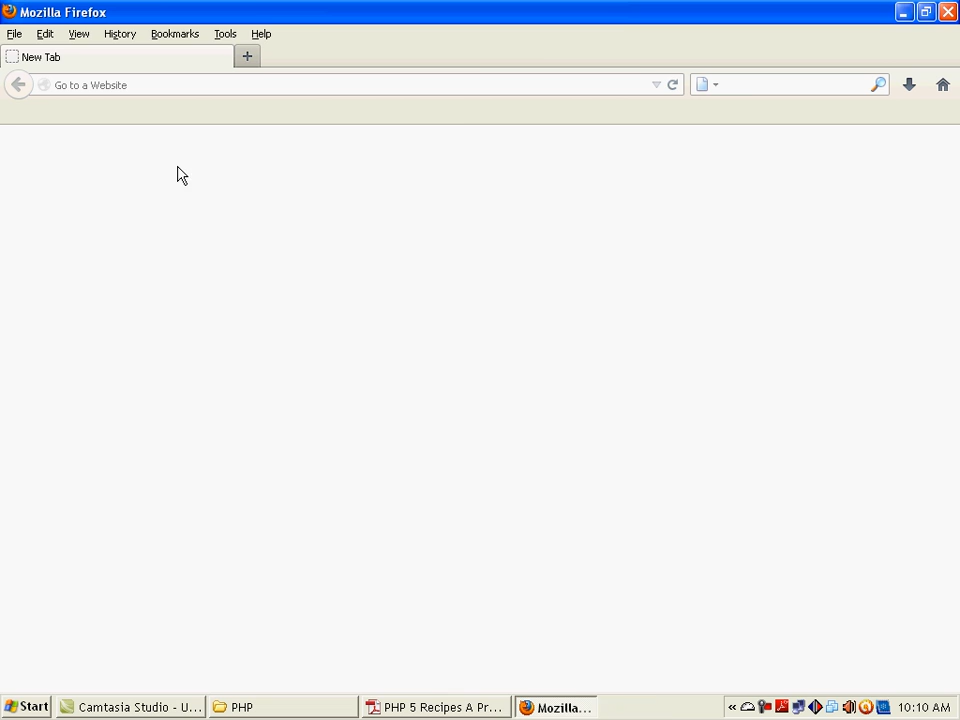 Mozilla Firefox
File Edit View History Bookmarks Tools Help
New Tab
Go to a Website
Start Camtasia Studio - U... PHP PHP 5 Recipes A Pr... Mozilla... « 10:10 AM